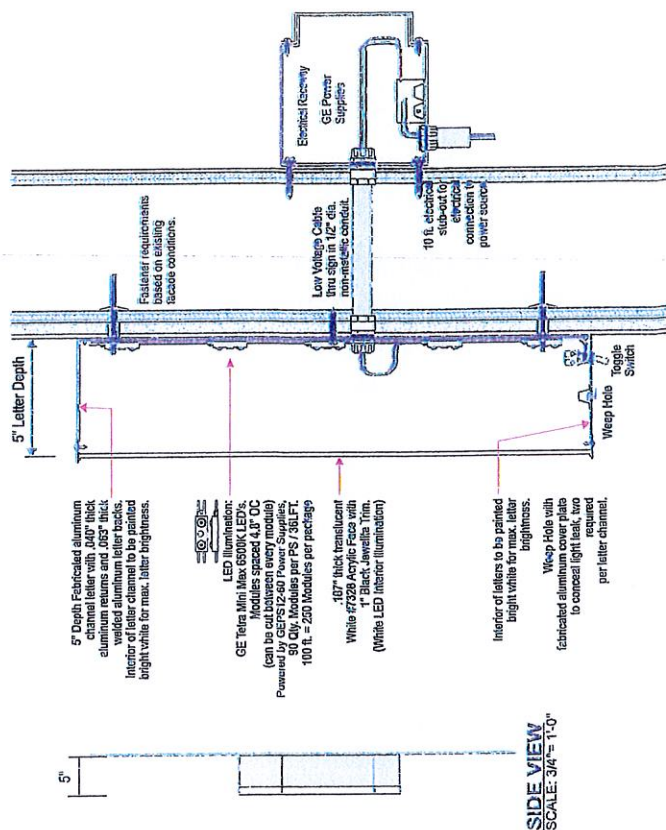 5" Letter Depth
5" Depth Fabricated aluminum
channel letter with .040" thick
aluminum returns and .063" thick
welded aluminum letter backs.
Interior of letter channel to be painted
bright white for max. letter brightness.
LED Illumination:
GE Tetra Mini Max 6500K LED's.
Modules spaced 4.8" OC
(can be cut between every module)
Powered by GEPS12-60 Power Supplies,
90 Qty. Modules per PS / 36LFT.
100 ft. = 250 Modules per package
.187" thick translucent
White #7328 Acrylic Face with
1" Black Jewelite Trim.
(White LED Interior Illumination)
Interior of letters to be painted
bright white for max. letter
brightness.
Weep Hole with
fabricated aluminum cover plate
to conceal light leak, two
required
per letter channel.
Fastener requirements
based on existing
facade conditions.
Low Voltage Cable
thru sign in 1/2" dia.
non-metallic conduit.
Electrical Raceway
GE Power
Supplies
10 ft. electrical
stub-out for
electrical
connection to
power source.
Weep Hole
Toggle
Switch
5"
SIDE VIEW
SCALE: 3/4"= 1'-0"